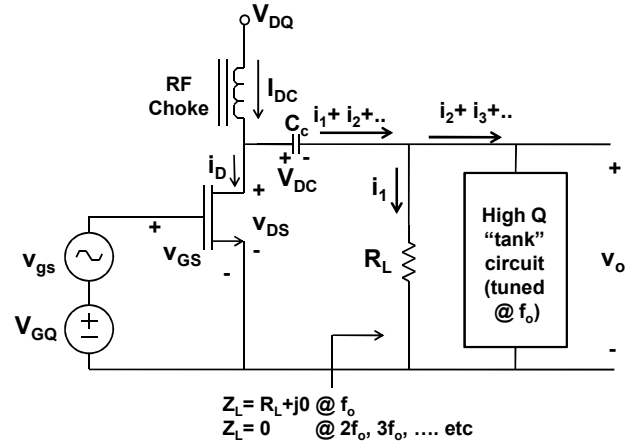 V_DQ
RF
Choke
I_DC
C_c
i_1+ i_2+..
i_2+ i_3+..
i_D
+
-
V_DC
i_1
+
v_DS
-
+
v_GS
-
v_gs
V_GQ
+
-
R_L
High Q
“tank”
circuit
(tuned
@ f_o)
+
v_o
-
Z_L= R_L+j0 @ f_o
Z_L= 0 @ 2f_o, 3f_o, …. etc